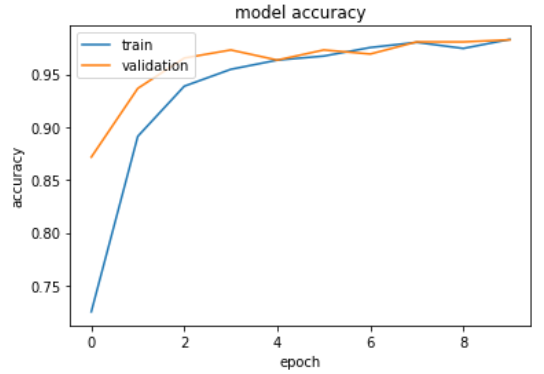 model accuracy
train
validation
0.95
0.90
0.85
0.80
0.75
accuracy
0 2 4 6 8
epoch